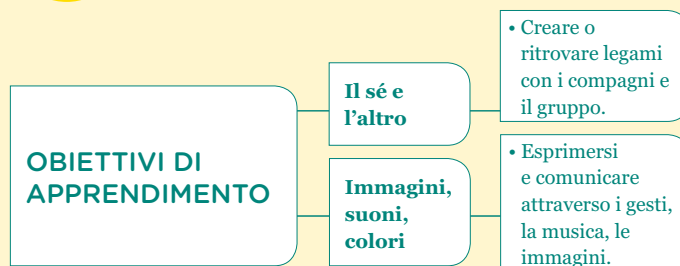 OBIETTIVI DI
APPRENDIMENTO
Il sé e
l'altro
• Creare o
ritrovare legami
con i compagni e
il gruppo.
Immagini,
suoni,
colori
• Esprimersi
e comunicare
attraverso i gesti,
la musica, le
immagini.